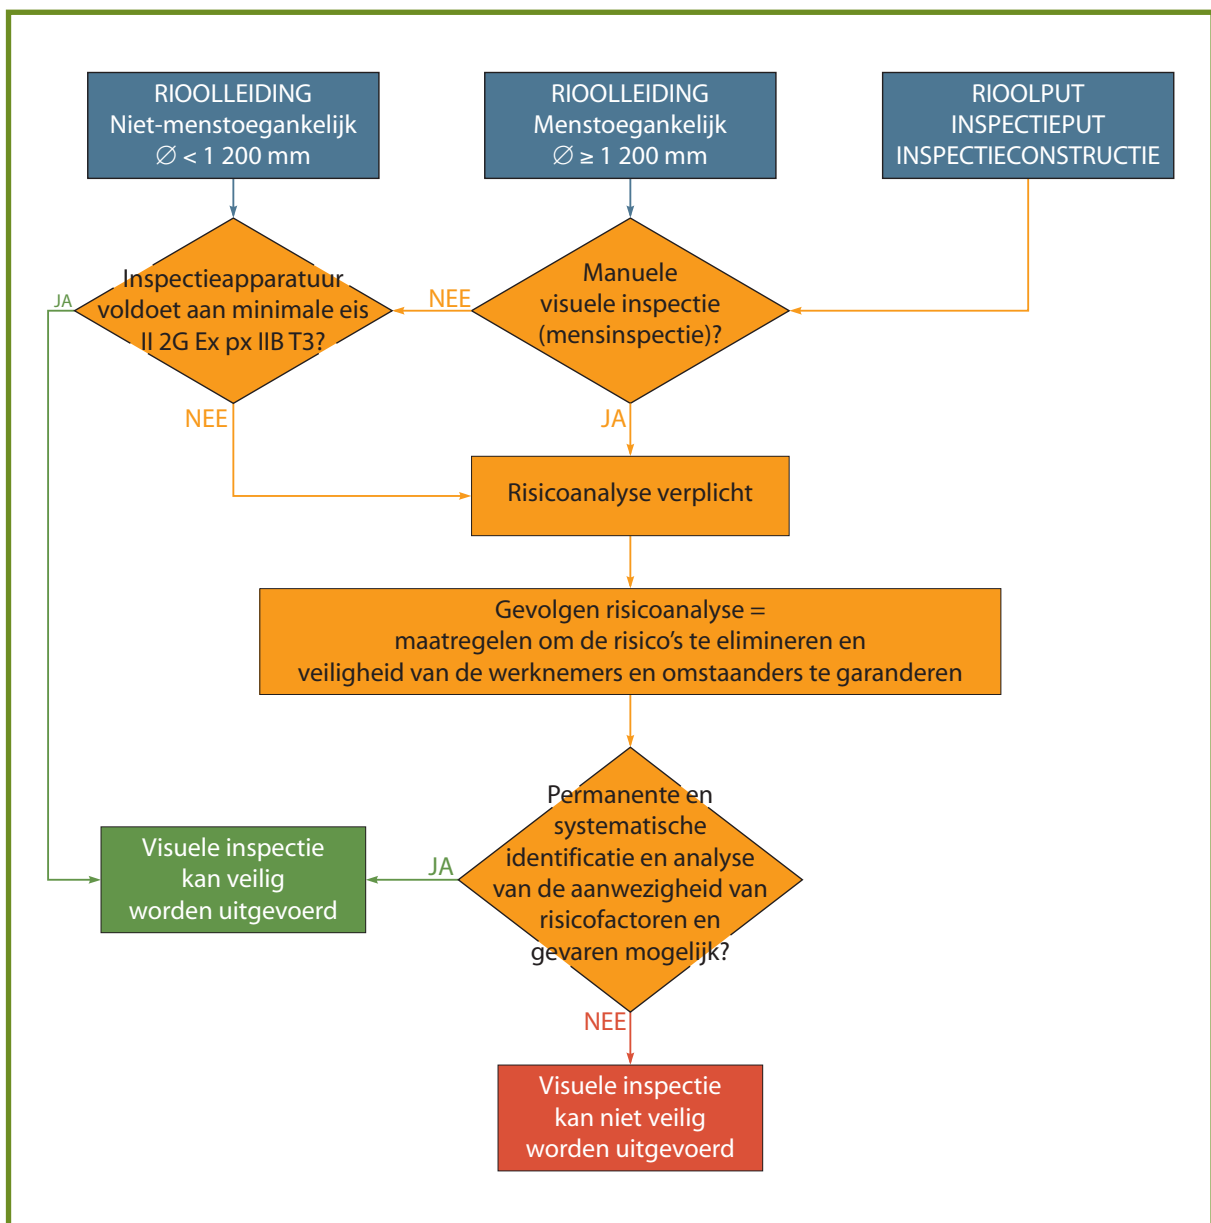 RIOOLLEIDING
Niet-menstoegankelijk
∅ < 1 200 mm
RIOOLLEIDING
Menstoegankelijk
∅ ≥ 1 200 mm
RIOOLPUT
INSPECTIEPUT
INSPECTIECONSTRUCTIE
Inspectieapparatuur
voldoet aan minimale eis
II 2G Ex px IIB T3?
JA
NEE
Manuele
visuele inspectie
(mensinspectie)?
NEE
JA
Risicoanalyse verplicht
Gevolgen risicoanalyse =
maatregelen om de risico’s te elimineren en
veiligheid van de werknemers en omstaanders te garanderen
Permanente en
systematische
identificatie en analyse
van de aanwezigheid van
risicofactoren en
gevaren mogelijk?
JA
Visuele inspectie
kan veilig
worden uitgevoerd
NEE
Visuele inspectie
kan niet veilig
worden uitgevoerd